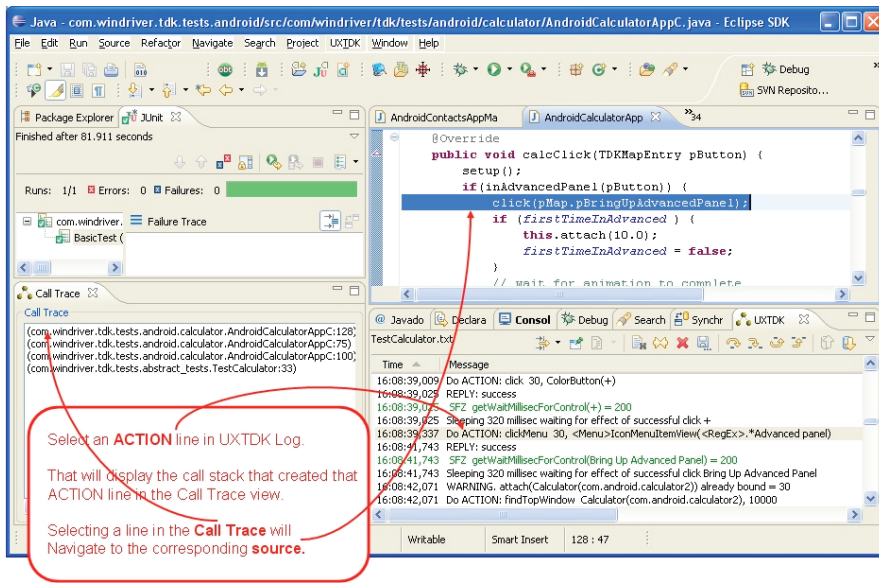 Java - com.windriver.tdk.tests.android/src/com/windriver/tdk/tests/android/calculator/AndroidCalculatorAppC.java - Eclipse SDK
File Edit Run Source Refactor Navigate Search Project UXTDK Window Help
Debug
SVN Reposito...
Package Explorer JUnit
Finished after 81.911 seconds
Runs: 1/1 Errors: 0 Failures: 0
com.windriver. Failure Trace
BasicTest (
AndroidContactsAppMa AndroidCalculatorApp 34
@Override
public void calcClick(TDKMapEntry pButton) {
setup();
if(inAdvancedPanel(pButton)) {
click(pMap.pBringUpAdvancedPanel);
if (firstTimeInAdvanced ) {
this.attach(10.0);
firstTimeInAdvanced = false;
}
// wait for animation to complete
Call Trace
Call Trace
(com.windriver.tdk.tests.android.calculator.AndroidCalculatorAppC:128)
(com.windriver.tdk.tests.android.calculator.AndroidCalculatorAppC:75)
(com.windriver.tdk.tests.android.calculator.AndroidCalculatorAppC:100)
(com.windriver.tdk.tests.abstract_tests.TestCalculator:33)
@ Javado Declara Consol Debug Search Synchr UXTDK
TestCalculator.txt
Time Message
16:08:39,009 Do ACTION: click 30, ColorButton(+)
16:08:39,025 REPLY: success
16:08:39,025 SFZ getWaitMillisecForControl(+) = 200
16:08:39,025 Sleeping 320 millisec waiting for effect of successful click +
16:08:39,337 Do ACTION: clickMenu 30, <Menu>IconMenuItemView(<RegEx>.*Advanced panel)
16:08:41,743 REPLY: success
16:08:41,743 SFZ getWaitMillisecForControl(Bring Up Advanced Panel) = 200
16:08:41,743 Sleeping 320 millisec waiting for effect of successful click Bring Up Advanced Panel
16:08:42,071 WARNING. attach(Calculator(com.android.calculator2)) already bound = 30
16:08:42,071 Do ACTION: findTopWindow Calculator(com.android.calculator2), 10000
Select an ACTION line in UXTDK Log.
That will display the call stack that created that
ACTION line in the Call Trace view.
Selecting a line in the Call Trace will
Navigate to the corresponding source.
Writable Smart Insert 128 : 47